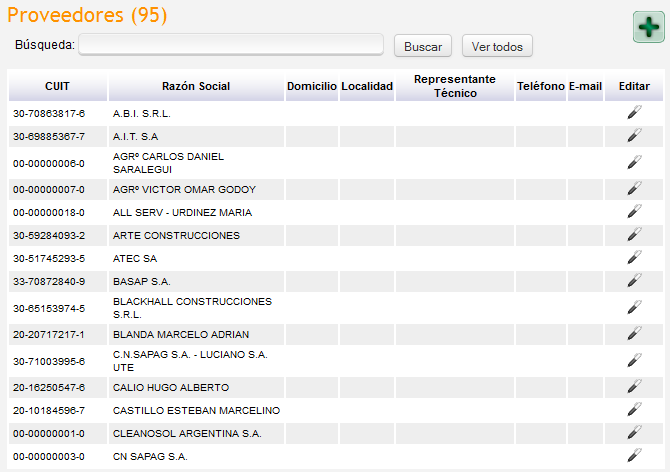 Proveedores (95)
Búsqueda: Buscar Ver todos
CUIT Razón Social Domicilio Localidad Representante Técnico Teléfono E-mail Editar
30-70863817-6 A.B.I. S.R.L.
30-69885367-7 A.I.T. S.A
00-00000006-0 AGRº CARLOS DANIEL
SARALEGUI
00-00000007-0 AGRº VICTOR OMAR GODOY
00-00000018-0 ALL SERV - URDINEZ MARIA
30-59284093-2 ARTE CONSTRUCCIONES
30-51745293-5 ATEC SA
33-70872840-9 BASAP S.A.
30-65153974-5 BLACKHALL CONSTRUCCIONES
S.R.L.
20-20717217-1 BLANDA MARCELO ADRIAN
30-71003995-6 C.N.SAPAG S.A. - LUCIANO S.A.
UTE
20-16250547-6 CALIO HUGO ALBERTO
20-10184596-7 CASTILLO ESTEBAN MARCELINO
00-00000001-0 CLEANOSOL ARGENTINA S.A.
00-00000003-0 CN SAPAG S.A.